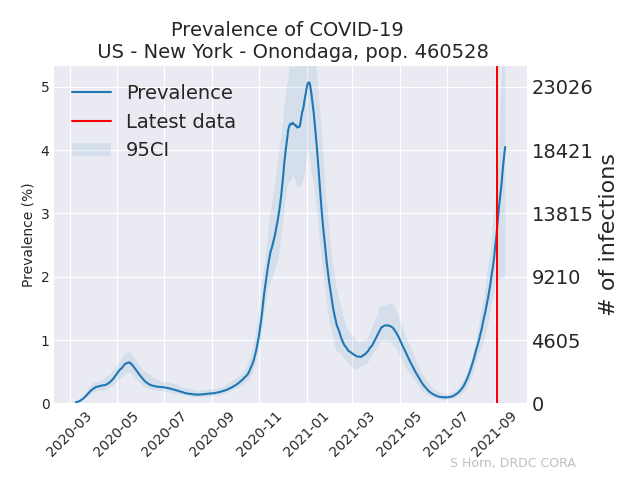 Prevalence of COVID-19
US - New York - Onondaga, pop. 460528
Prevalence
Latest data
95CI
Prevalence (%)
5
4
3
2
1
0
23026
18421
13815
9210
4605
0
# of infections
2020-03
2020-05
2020-07
2020-09
2020-11
2021-01
2021-03
2021-05
2021-07
2021-09
S Horn, DRDC CORA